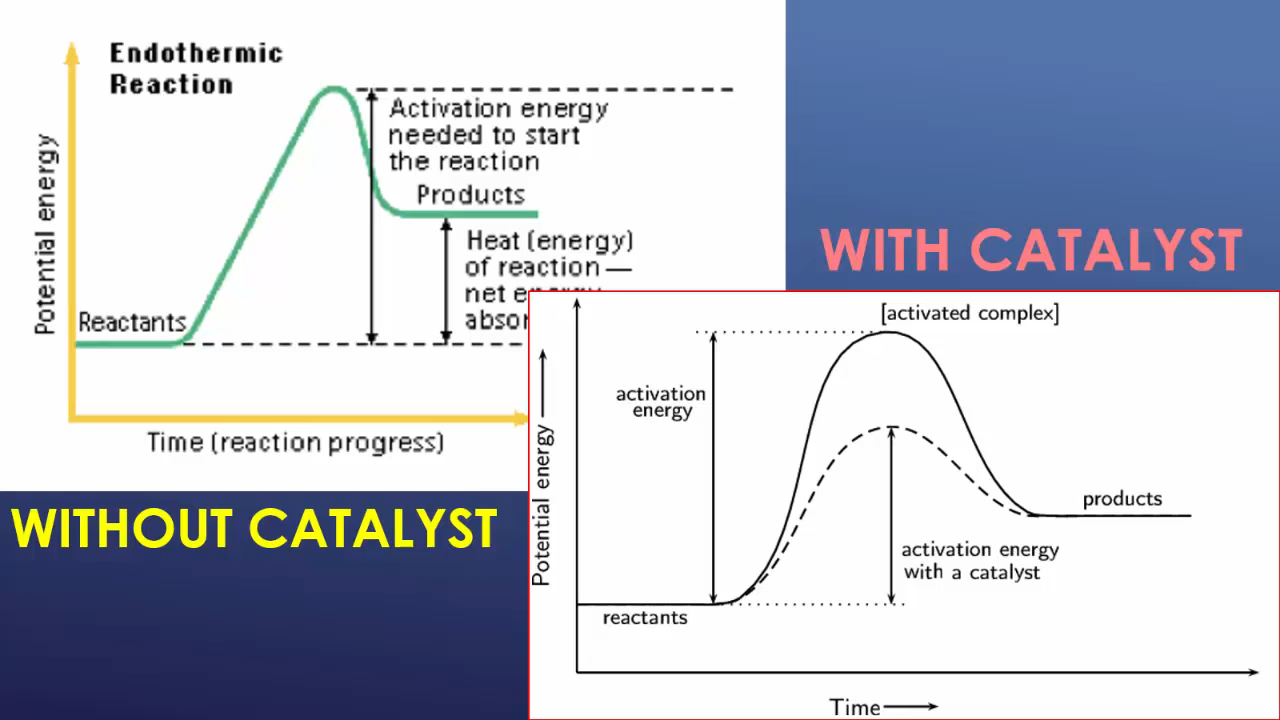 Endothermic
Reaction
Activation energy
needed to start
the reaction
Products
Heat (energy)
of reaction —
net
Reactants
Potential energy
Time (reaction progress)
WITHOUT CATALYST
WITH CATALYST
[activated complex]
activation
energy
products
activation energy
with a catalyst
reactants
Potential energy
Time